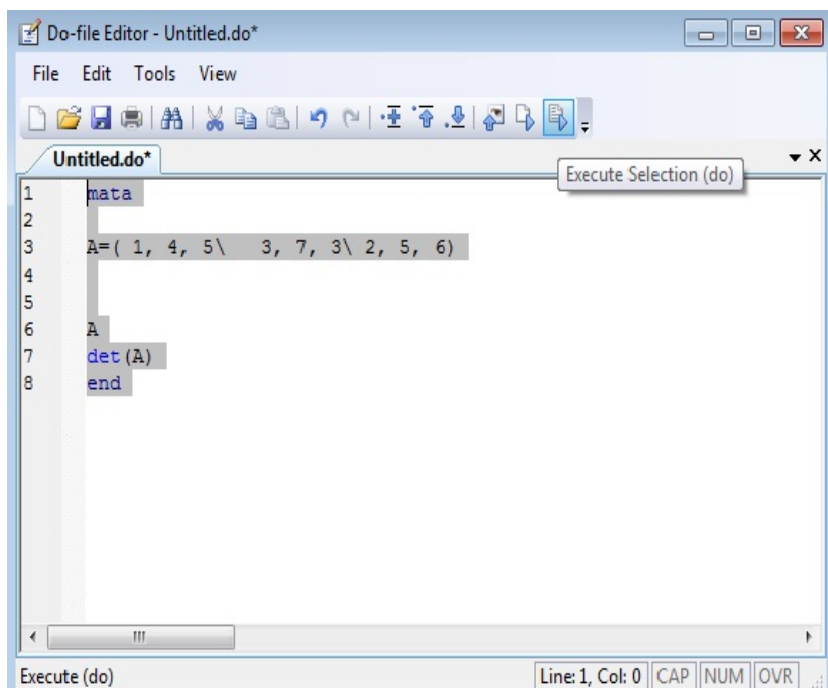 Do-file Editor - Untitled.do*
File Edit Tools View
Untitled.do*
Execute Selection (do)
1 mata
2
3 A=( 1, 4, 5\   3, 7, 3\ 2, 5, 6)
4
5
6 A
7 det(A)
8 end
Execute (do)
Line: 1, Col: 0 CAP NUM OVR